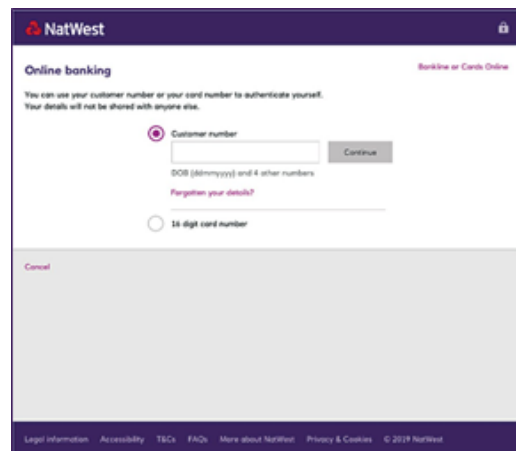 NatWest
Online banking
Bankline or Cards Online
You can use your customer number or your card number to authenticate yourself.
Your details will not be shared with anyone else.
Customer number
Continue
DOB (ddmmyyyy) and 4 other numbers
Forgotten your details?
16 digit card number
Cancel
Legal information Accessibility T&Cs FAQs More about NatWest Privacy & Cookies © 2019 NatWest